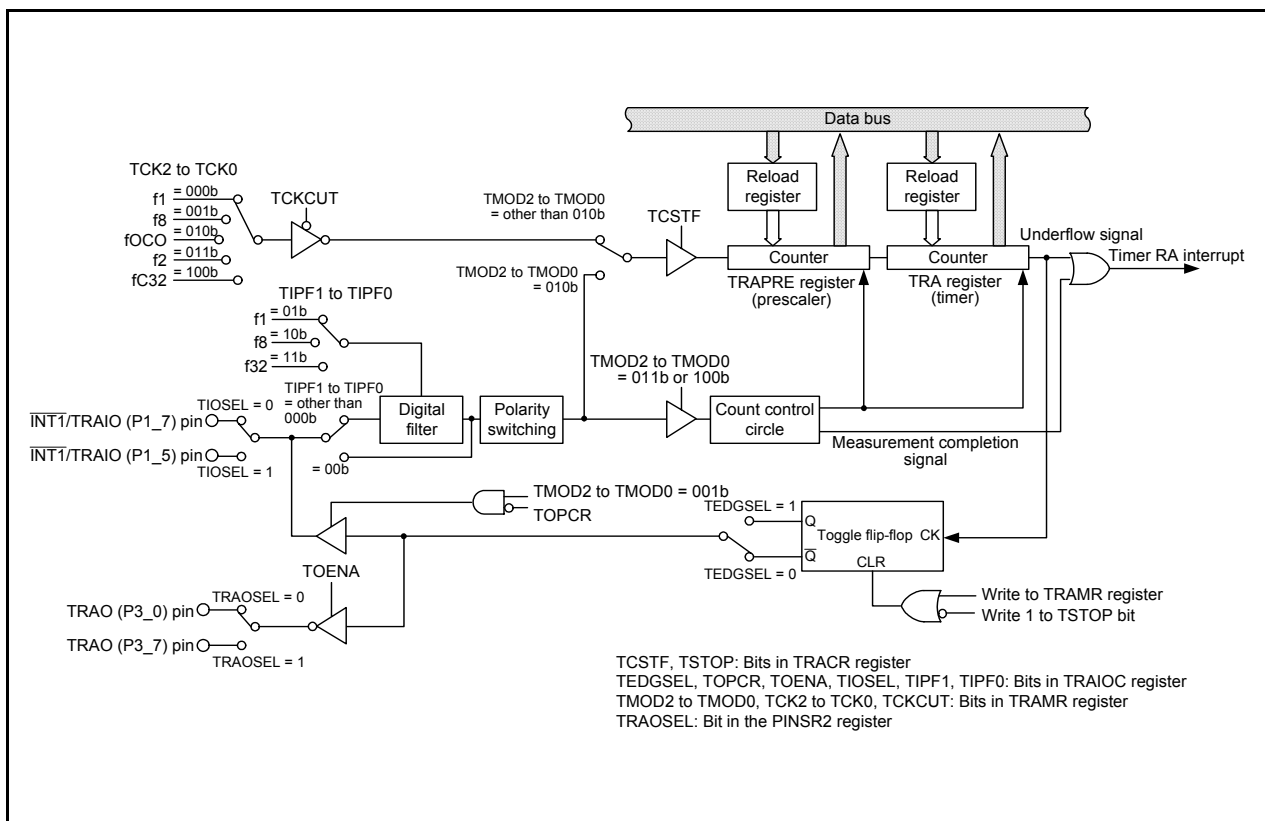 Data bus
TCK2 to TCK0
f1 = 000b
f8 = 001b
fOCO = 010b
f2 = 011b
fC32 = 100b
TCKCUT
TMOD2 to TMOD0
= other than 010b
TMOD2 to TMOD0
= 010b
TCSTF
Reload
register
Reload
register
Counter
TRAPRE register
(prescaler)
Counter
TRA register
(timer)
Underflow signal
Timer RA interrupt
TIPF1 to TIPF0
f1 = 01b
f8 = 10b
f32 = 11b
TIPF1 to TIPF0
= other than
000b
= 00b
Digital
filter
Polarity
switching
TMOD2 to TMOD0
= 011b or 100b
Count control
circle
Measurement completion
signal
TIOSEL = 0
INT1/TRAIO (P1_7) pin
INT1/TRAIO (P1_5) pin
TIOSEL = 1
TMOD2 to TMOD0 = 001b
TOPCR
TEDGSEL = 1
TEDGSEL = 0
Q
Toggle flip-flop CK
Q
CLR
Write to TRAMR register
Write 1 to TSTOP bit
TOENA
TRAOSEL = 0
TRAO (P3_0) pin
TRAO (P3_7) pin
TRAOSEL = 1
TCSTF, TSTOP: Bits in TRACR register
TEDGSEL, TOPCR, TOENA, TIOSEL, TIPF1, TIPF0: Bits in TRAIOC register
TMOD2 to TMOD0, TCK2 to TCK0, TCKCUT: Bits in TRAMR register
TRAOSEL: Bit in the PINSR2 register